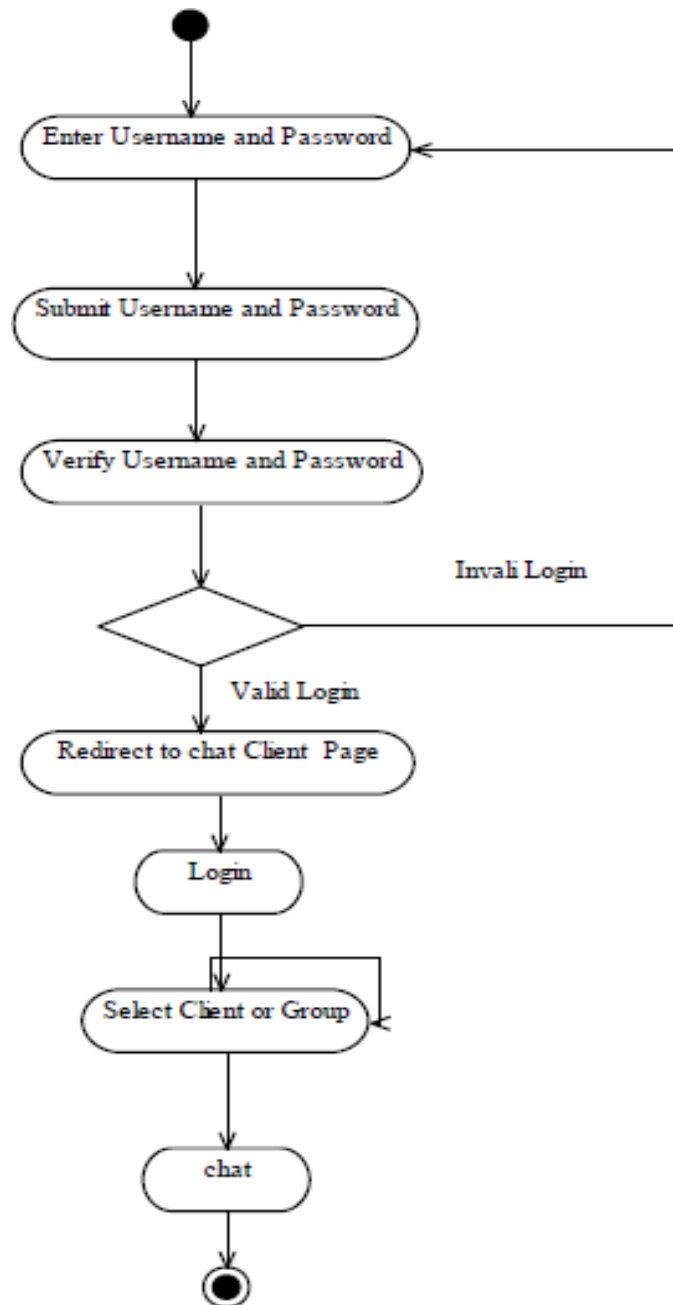 Enter Username and Password
Submit Username and Password
Verify Username and Password
Invali Login
Valid Login
Redirect to chat Client Page
Login
Select Client or Group
chat